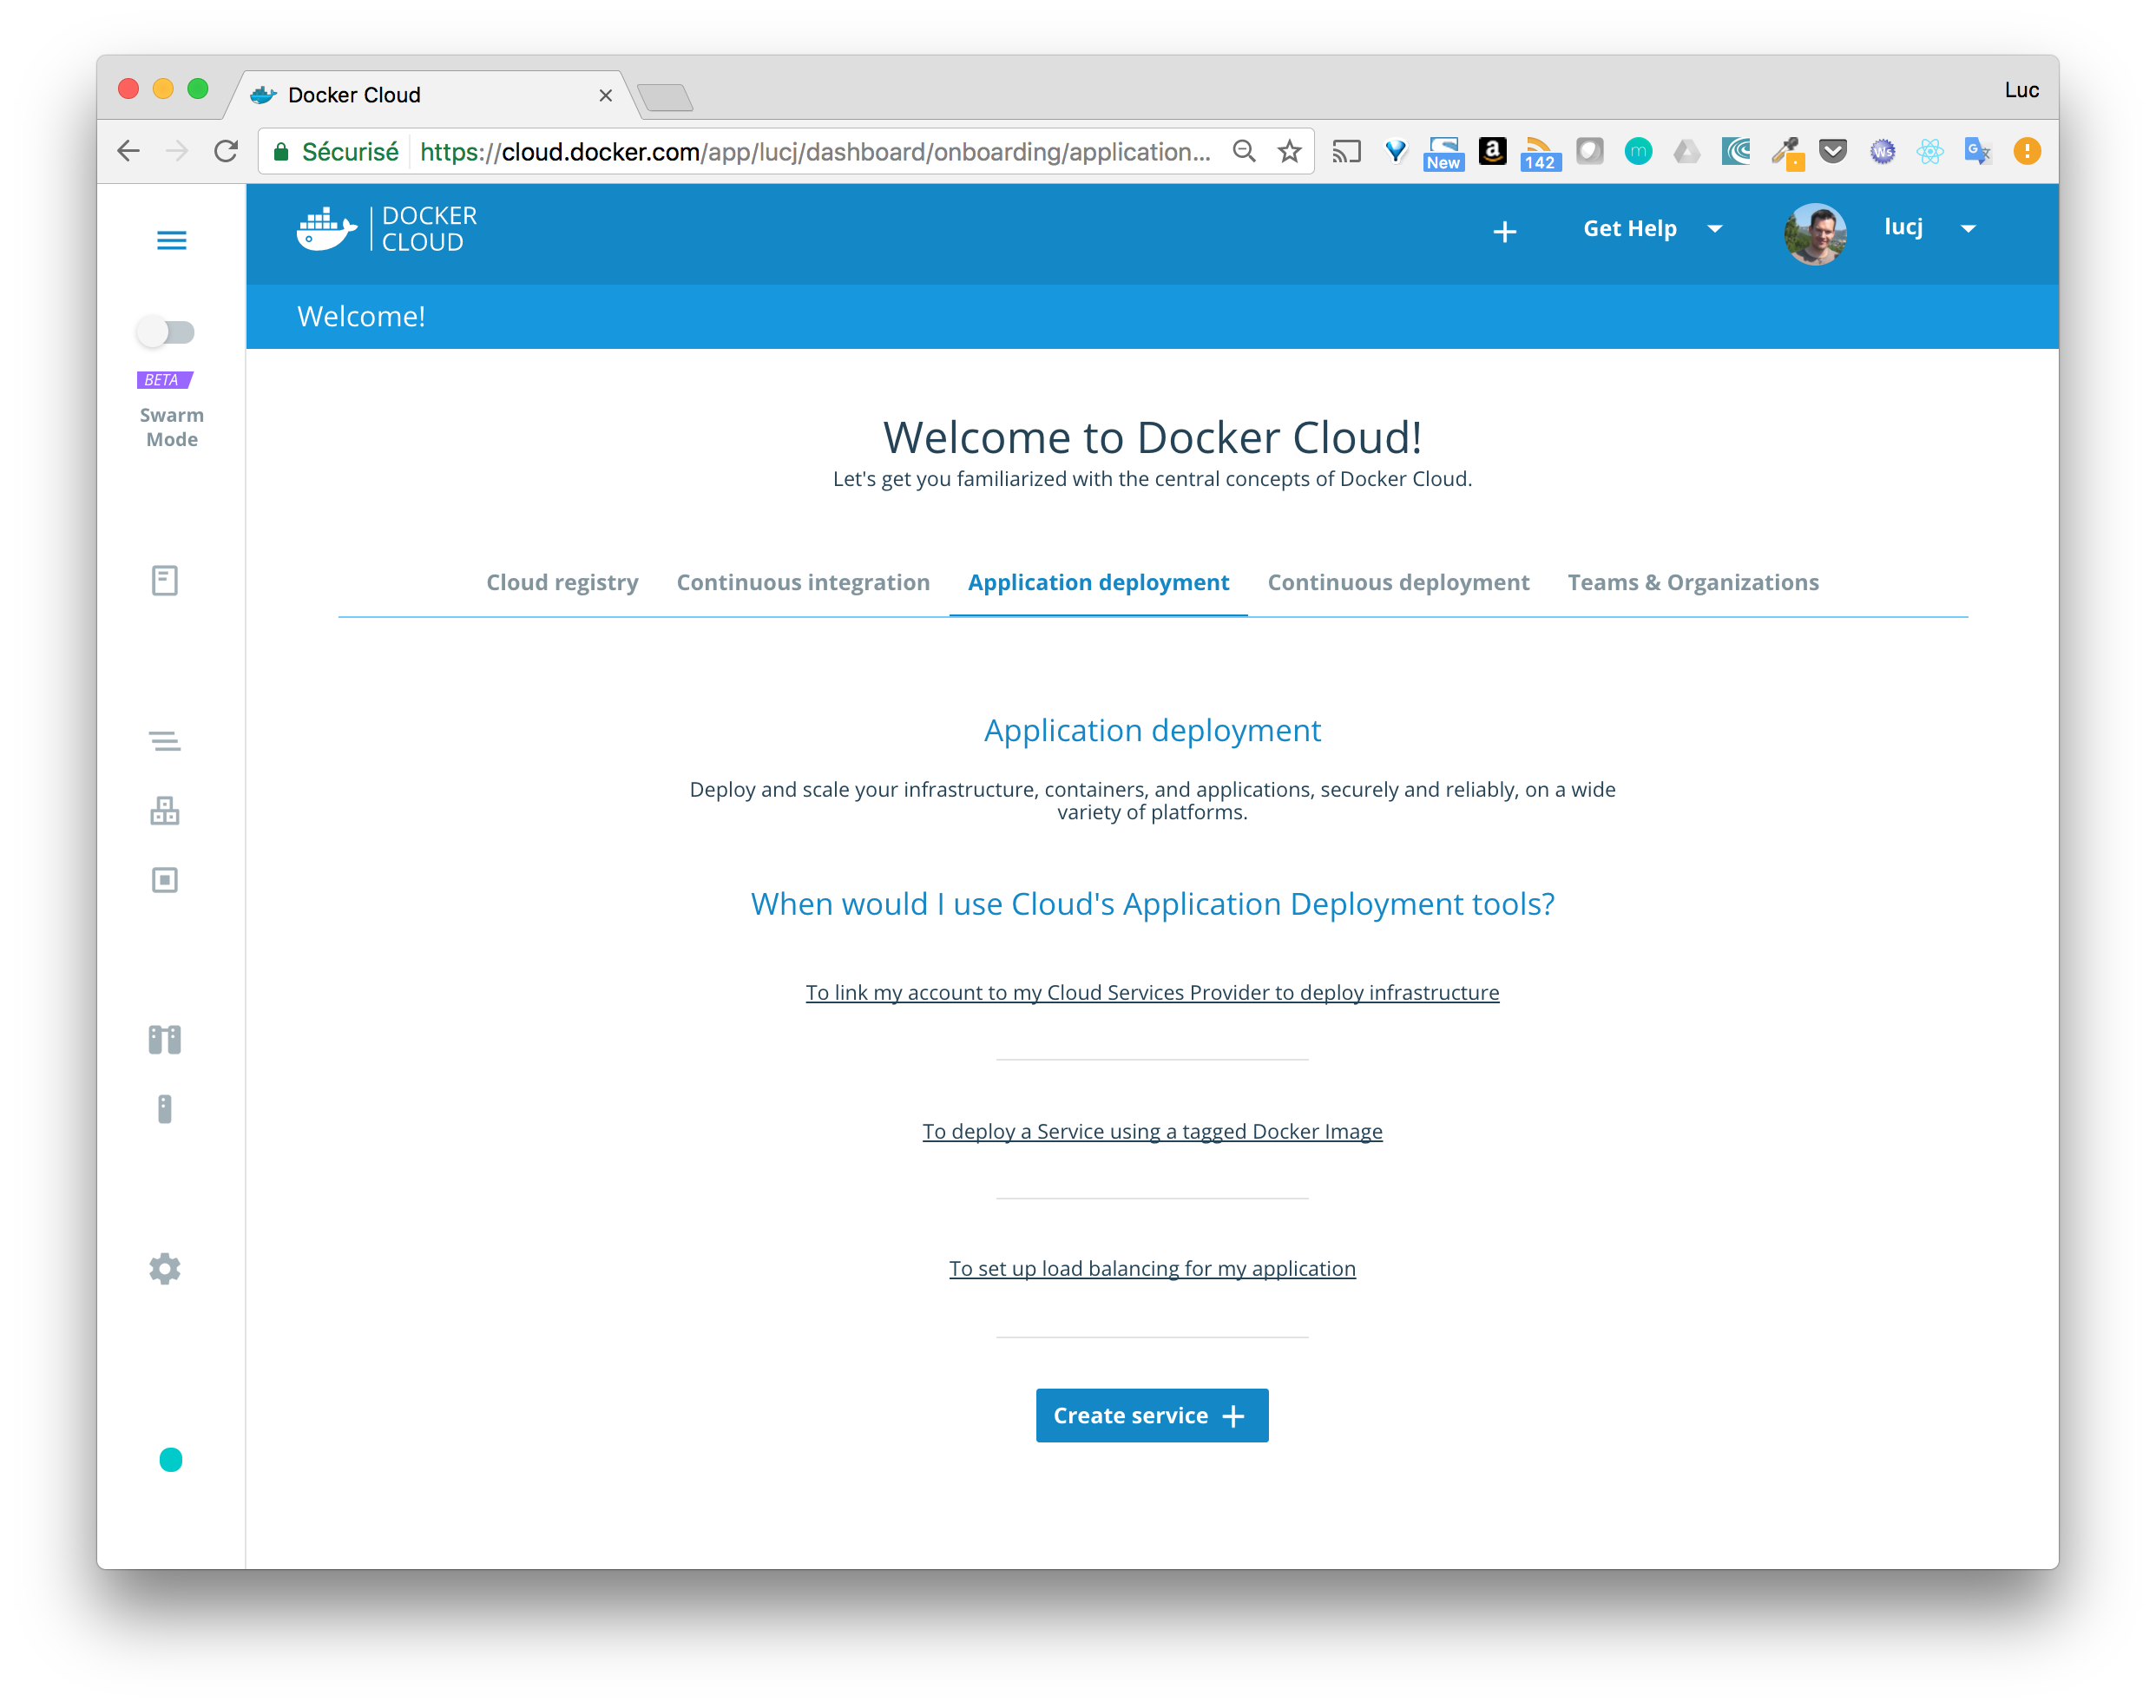 Docker Cloud
Luc
Sécurisé https://cloud.docker.com/app/lucj/dashboard/onboarding/application...
New
a
142
m
Ws
G
DOCKER
CLOUD
Get Help
lucj
Welcome!
BETA
Swarm
Mode
Welcome to Docker Cloud!
Let's get you familiarized with the central concepts of Docker Cloud.
Cloud registry Continuous integration Application deployment Continuous deployment Teams & Organizations
Application deployment
Deploy and scale your infrastructure, containers, and applications, securely and reliably, on a wide
variety of platforms.
When would I use Cloud's Application Deployment tools?
To link my account to my Cloud Services Provider to deploy infrastructure
To deploy a Service using a tagged Docker Image
To set up load balancing for my application
Create service +